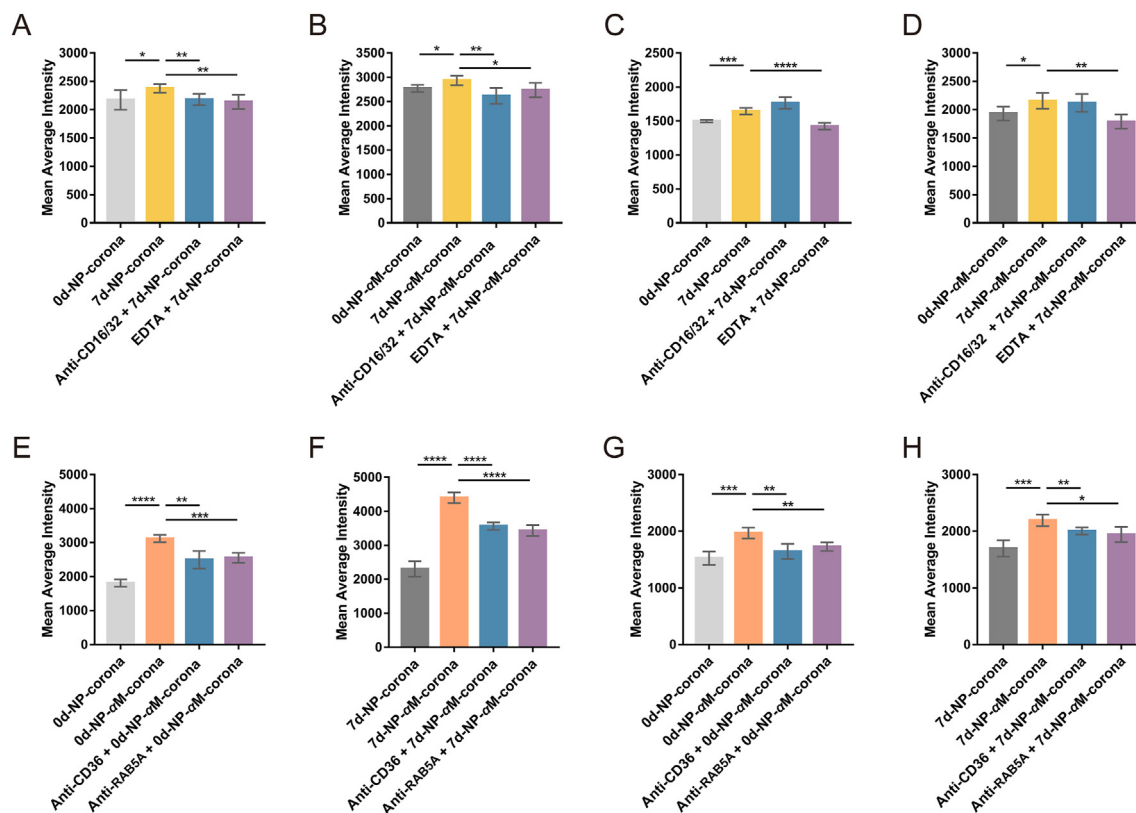 A
Mean Average Intensity
3000
2500
2000
1500
1000
500
0
* **
**
0d-NP-corona
7d-NP-corona
Anti-CD16/32 + 7d-NP-corona
EDTA + 7d-NP-corona
B
Mean Average Intensity
3500
3000
2500
2000
1500
1000
500
0
* **
*
0d-NP-αM-corona
7d-NP-αM-corona
Anti-CD16/32 + 7d-NP-αM-corona
EDTA + 7d-NP-αM-corona
C
Mean Average Intensity
2500
2000
1500
1000
500
0
*** ****
0d-NP-corona
7d-NP-corona
Anti-CD16/32 + 7d-NP-corona
EDTA + 7d-NP-corona
D
Mean Average Intensity
3000
2500
2000
1500
1000
500
0
* **
0d-NP-αM-corona
7d-NP-αM-corona
Anti-CD16/32 + 7d-NP-αM-corona
EDTA + 7d-NP-αM-corona
E
Mean Average Intensity
5000
4000
3000
2000
1000
0
**** **
***
0d-NP-corona
0d-NP-αM-corona
Anti-CD36 + 0d-NP-αM-corona
Anti-RAB5A + 0d-NP-αM-corona
F
Mean Average Intensity
5000
4000
3000
2000
1000
0
**** ****
****
7d-NP-corona
7d-NP-αM-corona
Anti-CD36 + 7d-NP-αM-corona
Anti-RAB5A + 7d-NP-αM-corona
G
Mean Average Intensity
3000
2000
1000
0
*** **
**
0d-NP-corona
0d-NP-αM-corona
Anti-CD36 + 0d-NP-αM-corona
Anti-RAB5A + 0d-NP-αM-corona
H
Mean Average Intensity
3000
2000
1000
0
*** **
*
7d-NP-corona
7d-NP-αM-corona
Anti-CD36 + 7d-NP-αM-corona
Anti-RAB5A + 7d-NP-αM-corona